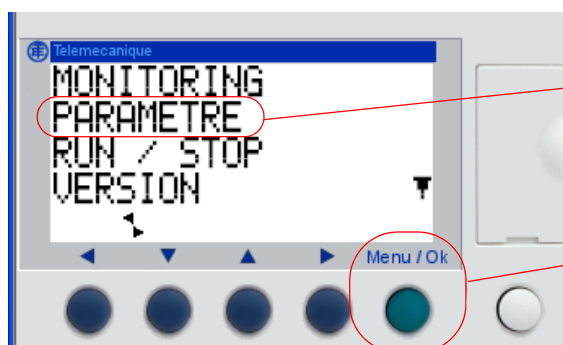 Telemecanique
MONITORING
PARAMETRE
RUN / STOP
VERSION
Menu / Ok